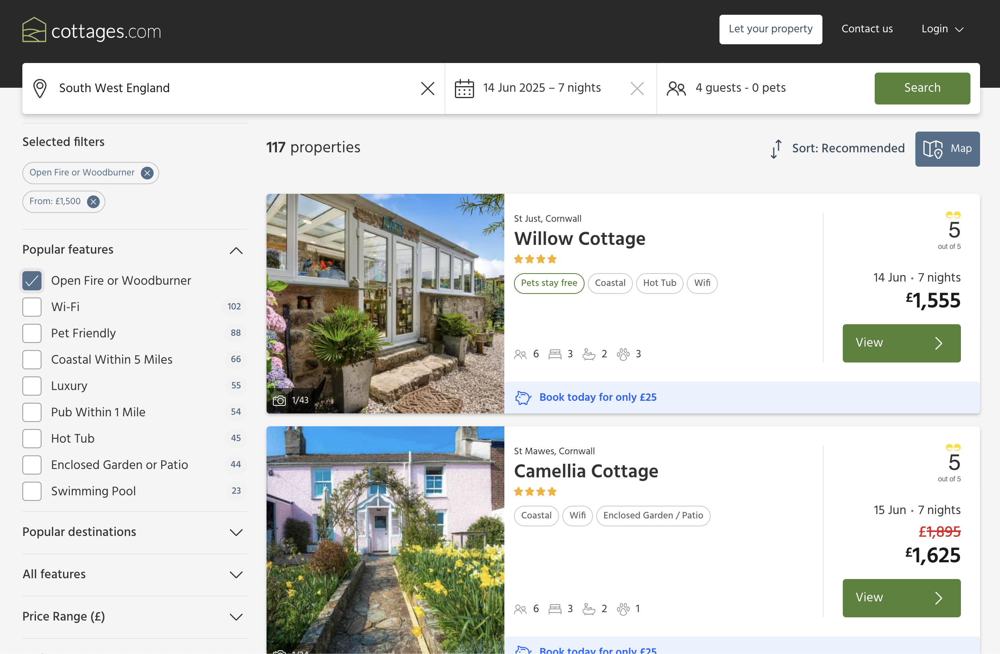 cottages.com
Let your property
Contact us
Login
South West England
14 Jun 2025 – 7 nights
4 guests - 0 pets
Search
Selected filters
Open Fire or Woodburner
From: £1,500
Popular features
Open Fire or Woodburner
Wi-Fi 102
Pet Friendly 88
Coastal Within 5 Miles 66
Luxury 55
Pub Within 1 Mile 54
Hot Tub 45
Enclosed Garden or Patio 44
Swimming Pool 23
Popular destinations
All features
Price Range (£)
117 properties
Sort: Recommended
Map
1/43
St Just, Cornwall
Willow Cottage
Pets stay free Coastal Hot Tub Wifi
6 3 2 3
5
out of 5
14 Jun • 7 nights
£1,555
View
Book today for only £25
1/34
St Mawes, Cornwall
Camellia Cottage
Coastal Wifi Enclosed Garden / Patio
6 3 2 1
5
out of 5
15 Jun • 7 nights
£1,895
£1,625
View
Book today for only £25